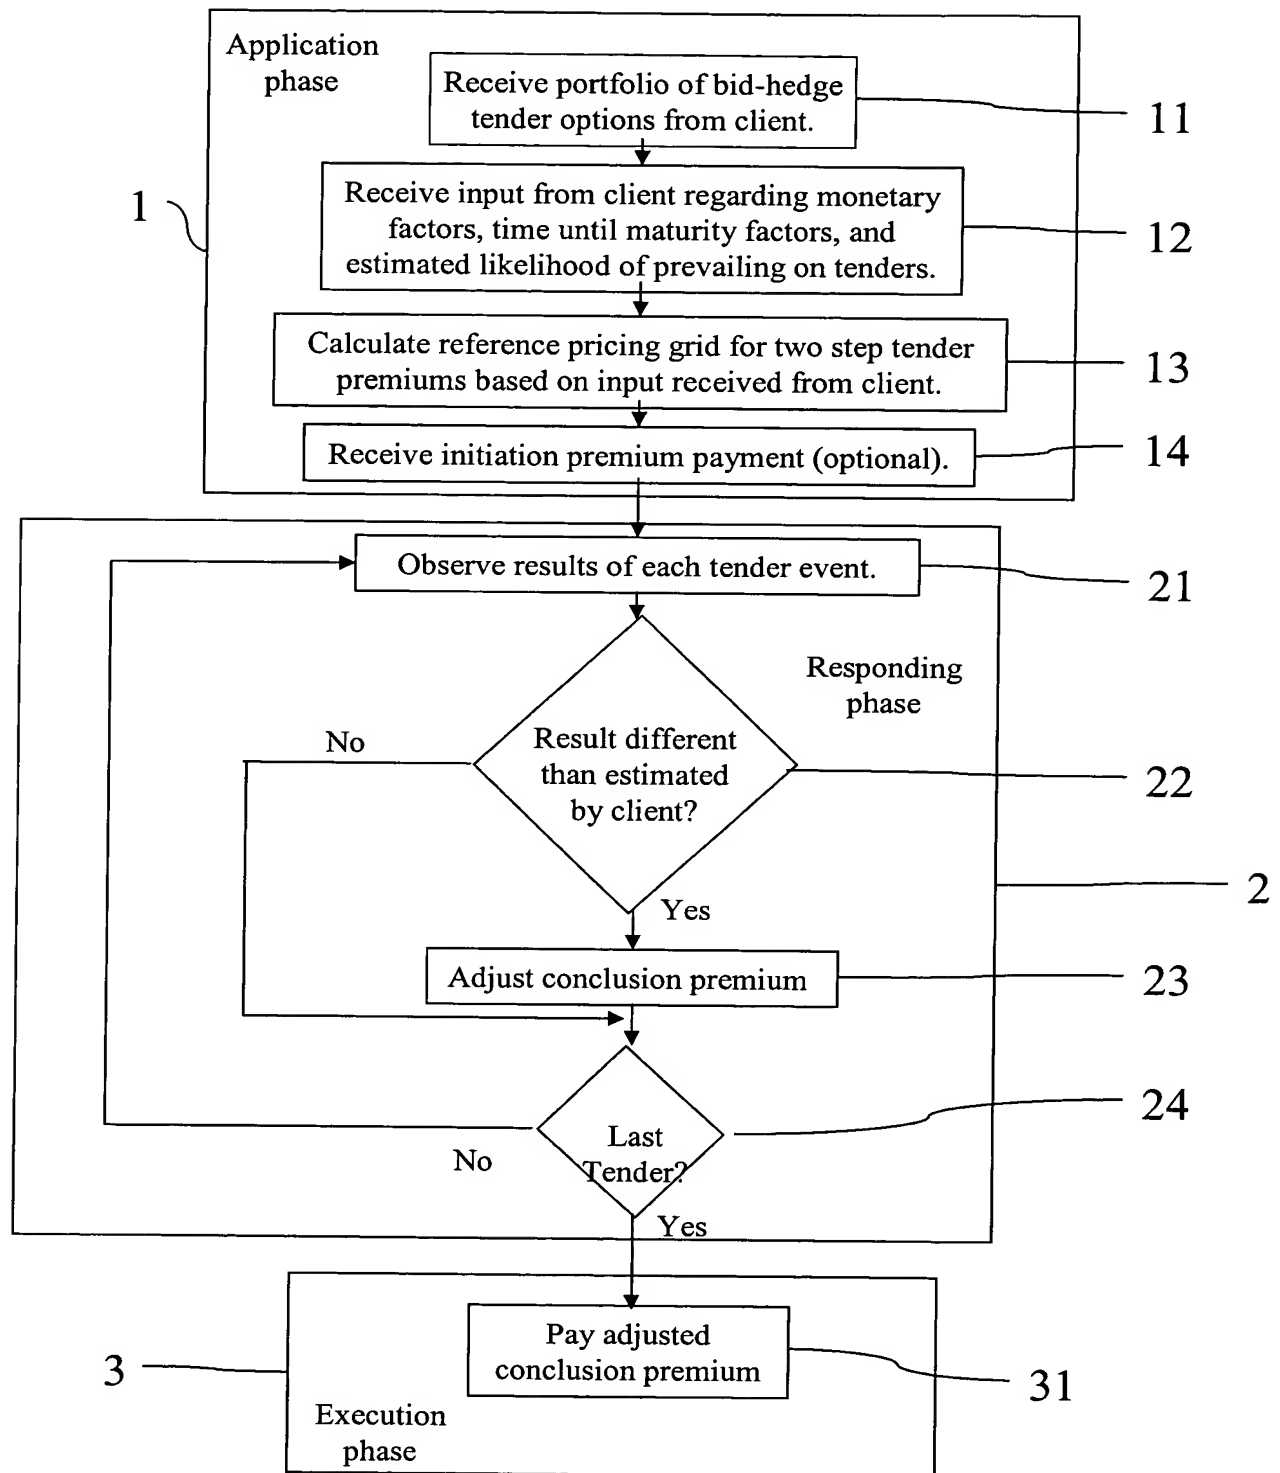 Application
phase
Receive portfolio of bid-hedge
tender options from client.
11
Receive input from client regarding monetary
factors, time until maturity factors, and
estimated likelihood of prevailing on tenders.
1
12
Calculate reference pricing grid for two step tender
premiums based on input received from client.
13
Receive initiation premium payment (optional).
14
Observe results of each tender event.
21
Responding
phase
Result different
than estimated
by client?
No
22
Yes
2
Adjust conclusion premium
23
Last
Tender?
24
No
Yes
Pay adjusted
conclusion premium
3
31
Execution
phase